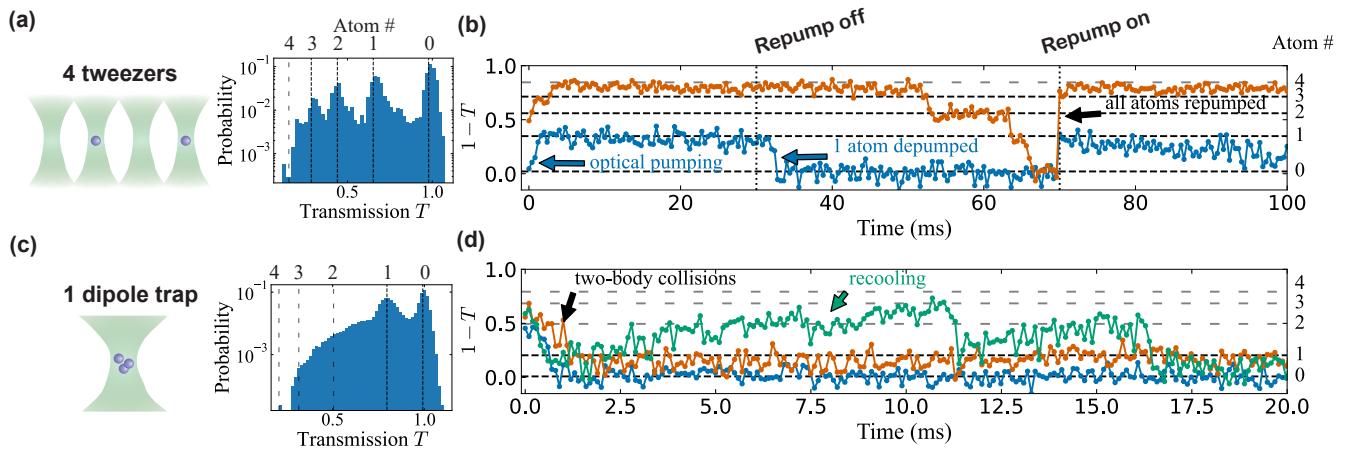 (a)
4 tweezers
Atom #
4 3 2 1 0
10⁻¹
10⁻²
10⁻³
Probability
0.5 1.0
Transmission T
(b)
Repump off
Repump on
Atom #
1.0
0.5
0.0
1 − T
4
3
2
1
0
all atoms repumped
1 atom depumped
optical pumping
0 20 40 60 80 100
Time (ms)
(c)
1 dipole trap
4 3 2 1 0
10⁻¹
10⁻³
Probability
0.5 1.0
Transmission T
(d)
1.0
0.5
0.0
1 − T
two-body collisions
recooling
3
2
1
0
0.0 2.5 5.0 7.5 10.0 12.5 15.0 17.5 20.0
Time (ms)